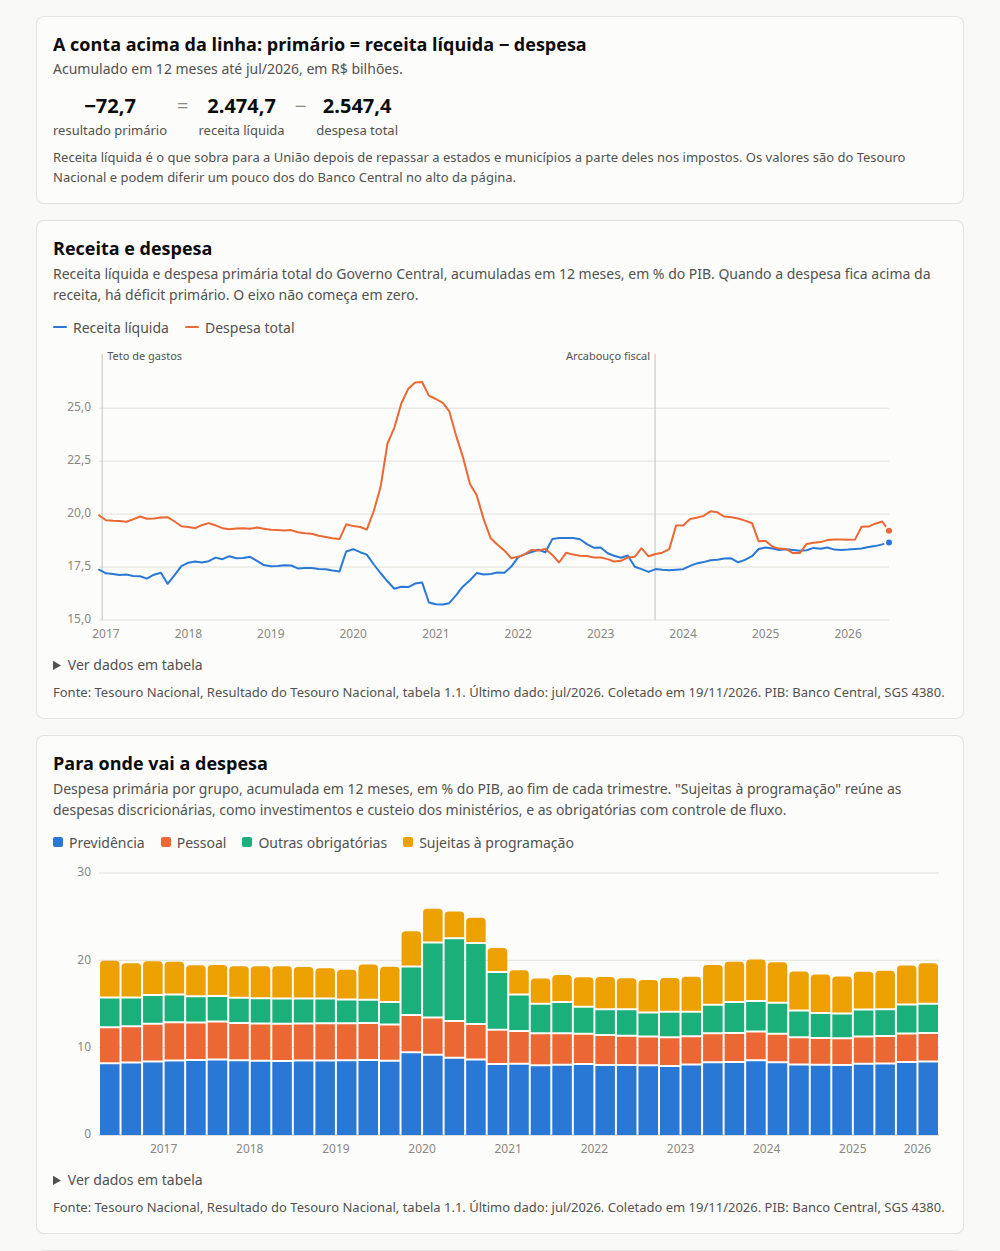 A conta acima da linha: primário = receita líquida − despesa
Acumulado em 12 meses até jul/2026, em R$ bilhões.
−72,7 = 2.474,7 − 2.547,4
resultado primário receita líquida despesa total
Receita líquida é o que sobra para a União depois de repassar a estados e municípios a parte deles nos impostos. Os valores são do Tesouro
Nacional e podem diferir um pouco dos do Banco Central no alto da página.
Receita e despesa
Receita líquida e despesa primária total do Governo Central, acumuladas em 12 meses, em % do PIB. Quando a despesa fica acima da
receita, há déficit primário. O eixo não começa em zero.
Receita líquida Despesa total
Teto de gastos Arcabouço fiscal
25,0
22,5
20,0
17,5
15,0
2017 2018 2019 2020 2021 2022 2023 2024 2025 2026
▶ Ver dados em tabela
Fonte: Tesouro Nacional, Resultado do Tesouro Nacional, tabela 1.1. Último dado: jul/2026. Coletado em 19/11/2026. PIB: Banco Central, SGS 4380.
Para onde vai a despesa
Despesa primária por grupo, acumulada em 12 meses, em % do PIB, ao fim de cada trimestre. "Sujeitas à programação" reúne as
despesas discricionárias, como investimentos e custeio dos ministérios, e as obrigatórias com controle de fluxo.
Previdência Pessoal Outras obrigatórias Sujeitas à programação
30
20
10
0
2017 2018 2019 2020 2021 2022 2023 2024 2025 2026
▶ Ver dados em tabela
Fonte: Tesouro Nacional, Resultado do Tesouro Nacional, tabela 1.1. Último dado: jul/2026. Coletado em 19/11/2026. PIB: Banco Central, SGS 4380.